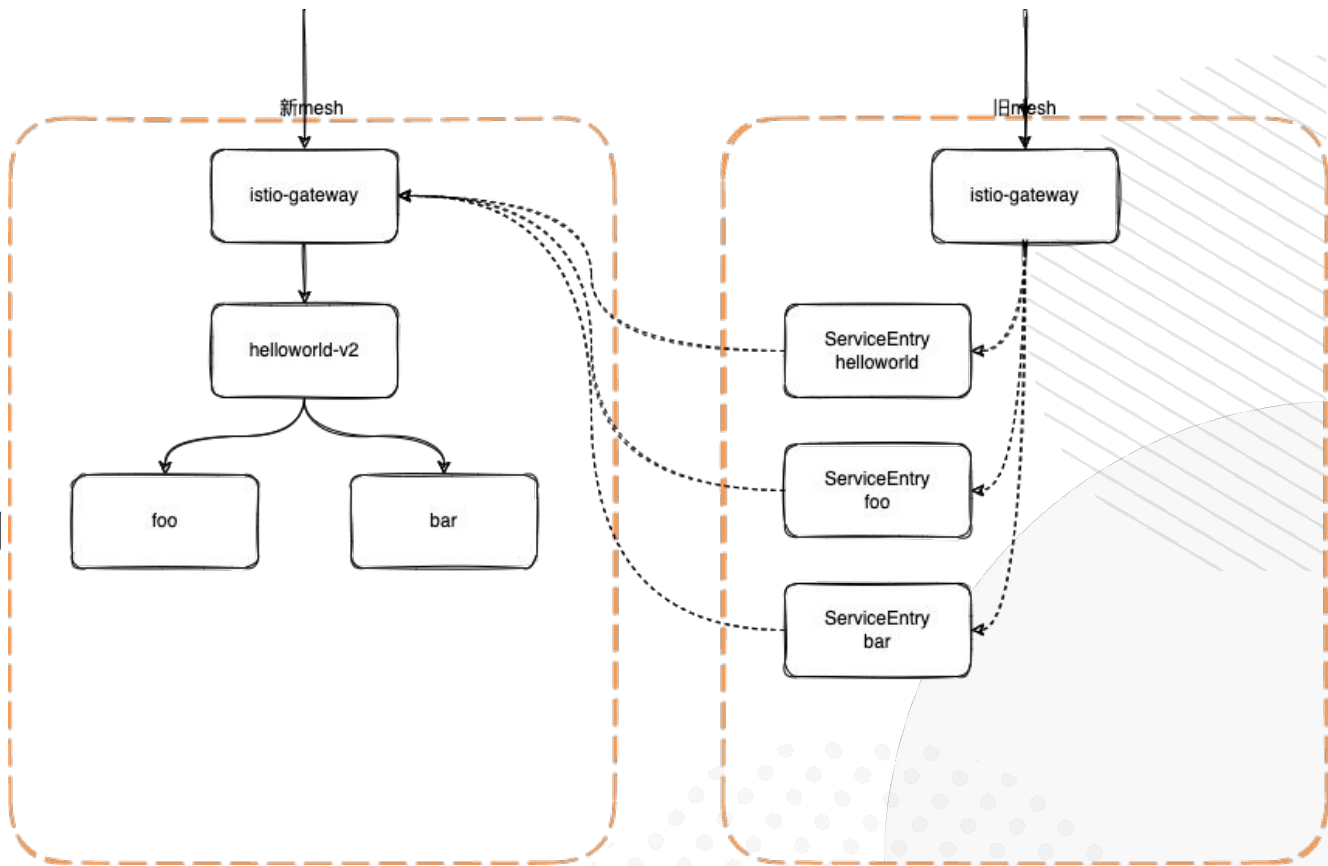 新mesh
旧mesh
istio-gateway
istio-gateway
helloworld-v2
ServiceEntry
helloworld
foo
bar
ServiceEntry
foo
ServiceEntry
bar